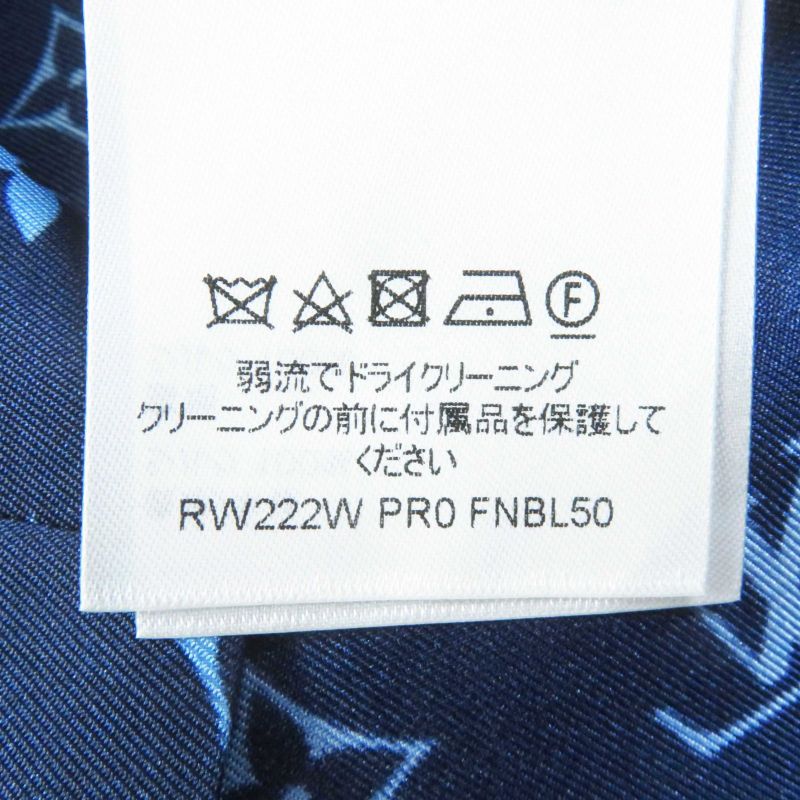 弱流でドライクリーニング
クリーニングの前に付属品を保護して
ください
RW222W PR0 FNBL50
F